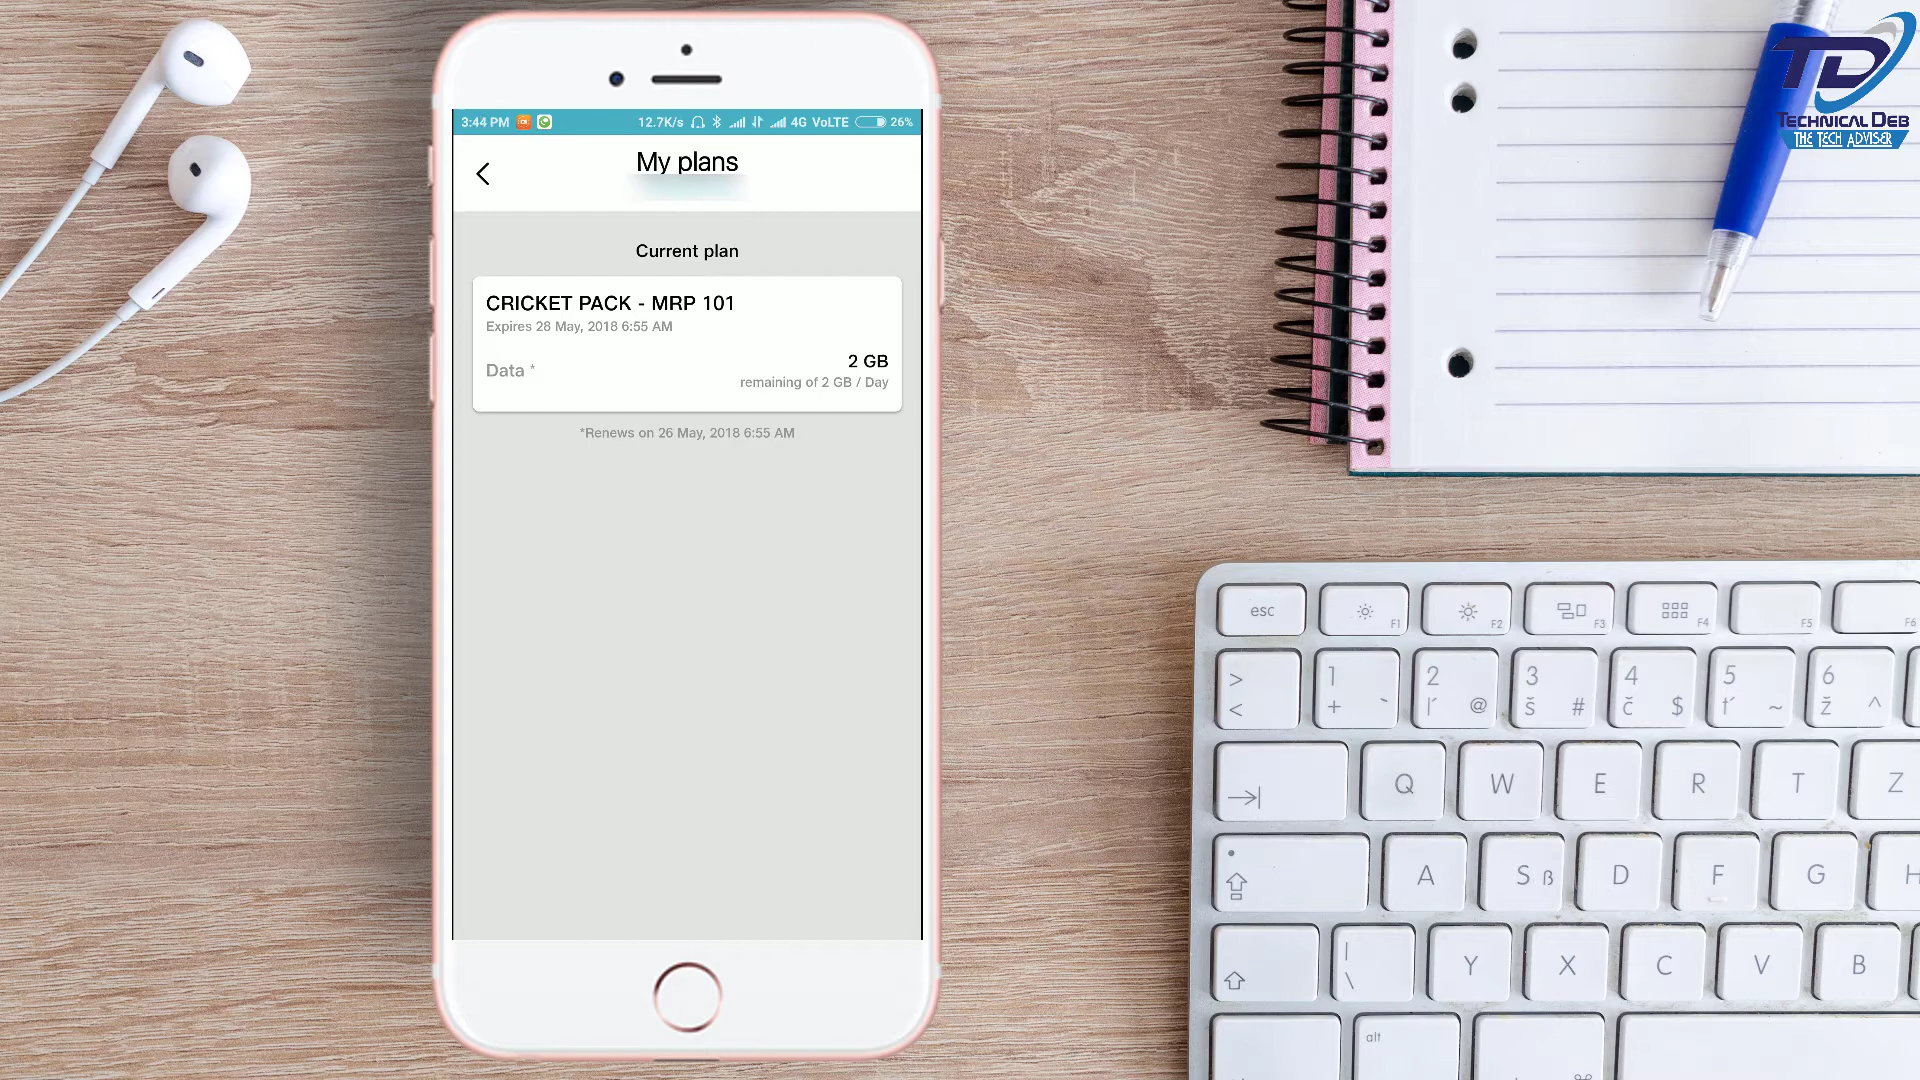 3:44 PM 12.7K/s 4G VoLTE 26%
My plans
Current plan
CRICKET PACK - MRP 101
Expires 28 May, 2018 6:55 AM
Data *
2 GB
remaining of 2 GB / Day
*Renews on 26 May, 2018 6:55 AM
TD
TECHNICAL DEB
THE TECH ADVISER
esc F1 F2 F3 F4 F5 F6
> 1 2 3 4 5 6
< + ` ľ @ š # č $ ť ~ ž ^
Q W E R T Z
A S ß D F G H
| \ Y X C V B
alt ⌘